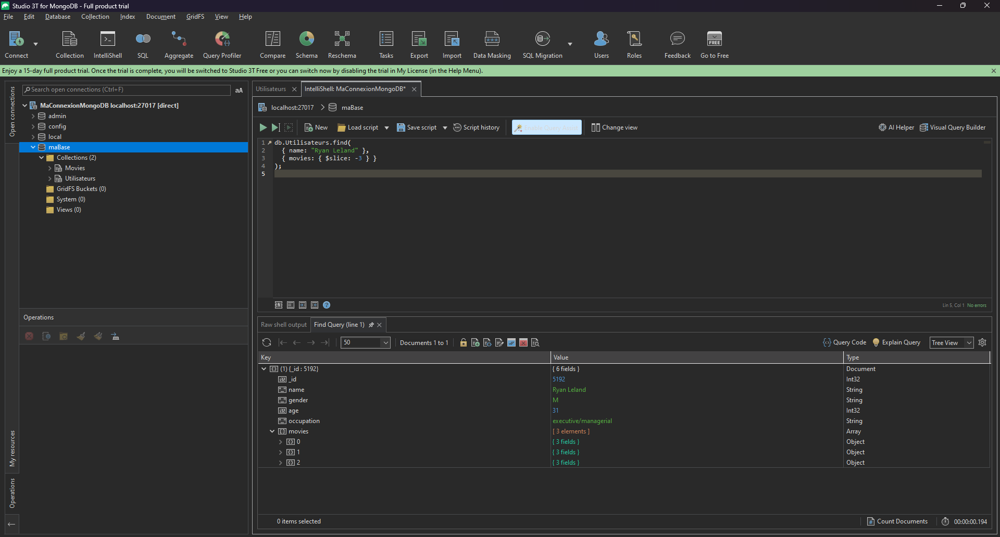 Studio 3T for MongoDB - Full product trial
File Edit Database Collection Index Document GridFS View Help
Connect Collection IntelliShell SQL Aggregate Query Profiler Compare Schema Reschema Tasks Export Import Data Masking SQL Migration Users Roles Feedback Go to Free
FREE
Enjoy a 15-day full product trial. Once the trial is complete, you will be switched to Studio 3T Free or you can switch now by disabling the trial in My License (in the Help Menu).
Open connections
Search open connections (Ctrl+F) aA
MaConnexionMongoDB localhost:27017 [direct]
admin
config
local
maBase
Collections (2)
Movies
Utilisateurs
GridFS Buckets (0)
System (0)
Views (0)
Operations
My resources
Operations
Utilisateurs IntelliShell: MaConnexionMongoDB*
localhost:27017 maBase
New Load script Save script Script history Enable Query Assist Change view AI Helper Visual Query Builder
1 db.Utilisateurs.find(
2 { name: "Ryan Leland" },
3 { movies: { $slice: -3 } }
4 );
5
Lin 5, Col 1 No errors
Raw shell output Find Query (line 1)
50 Documents 1 to 1 Query Code Explain Query Tree View
Key Value Type
(1) {_id : 5192} { 6 fields } Document
_id 5192 Int32
name Ryan Leland String
gender M String
age 31 Int32
occupation executive/managerial String
movies [ 3 elements ] Array
0 { 3 fields } Object
1 { 3 fields } Object
2 { 3 fields } Object
0 items selected Count Documents 00:00:00.194